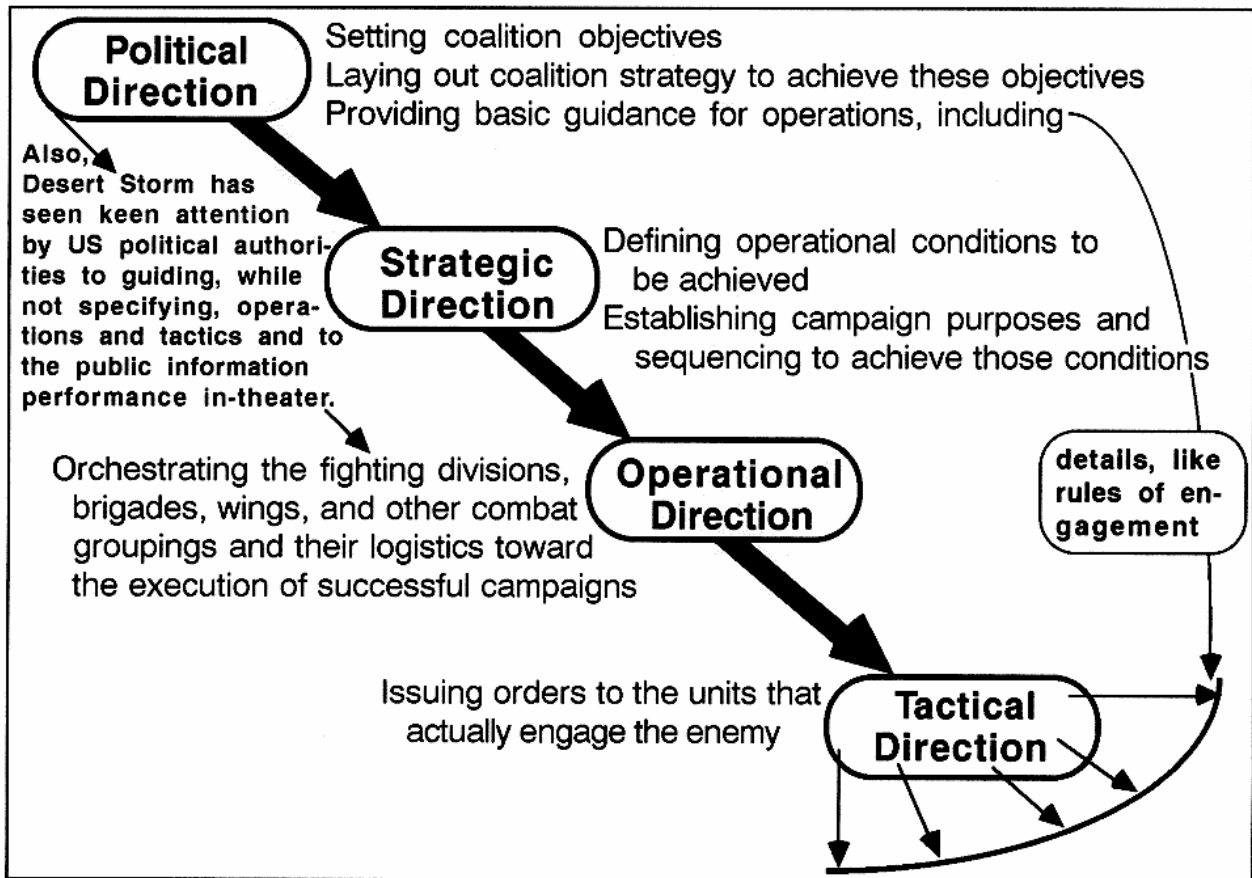 Political
Direction
Setting coalition objectives
Laying out coalition strategy to achieve these objectives
Providing basic guidance for operations, including
Also,
Desert Storm has
seen keen attention
by US political authori-
ties to guiding, while
not specifying, opera-
tions and tactics and to
the public information
performance in-theater.
Strategic
Direction
Defining operational conditions to
be achieved
Establishing campaign purposes and
sequencing to achieve those conditions
Orchestrating the fighting divisions,
brigades, wings, and other combat
groupings and their logistics toward
the execution of successful campaigns
Operational
Direction
details, like
rules of en-
gagement
Issuing orders to the units that
actually engage the enemy
Tactical
Direction